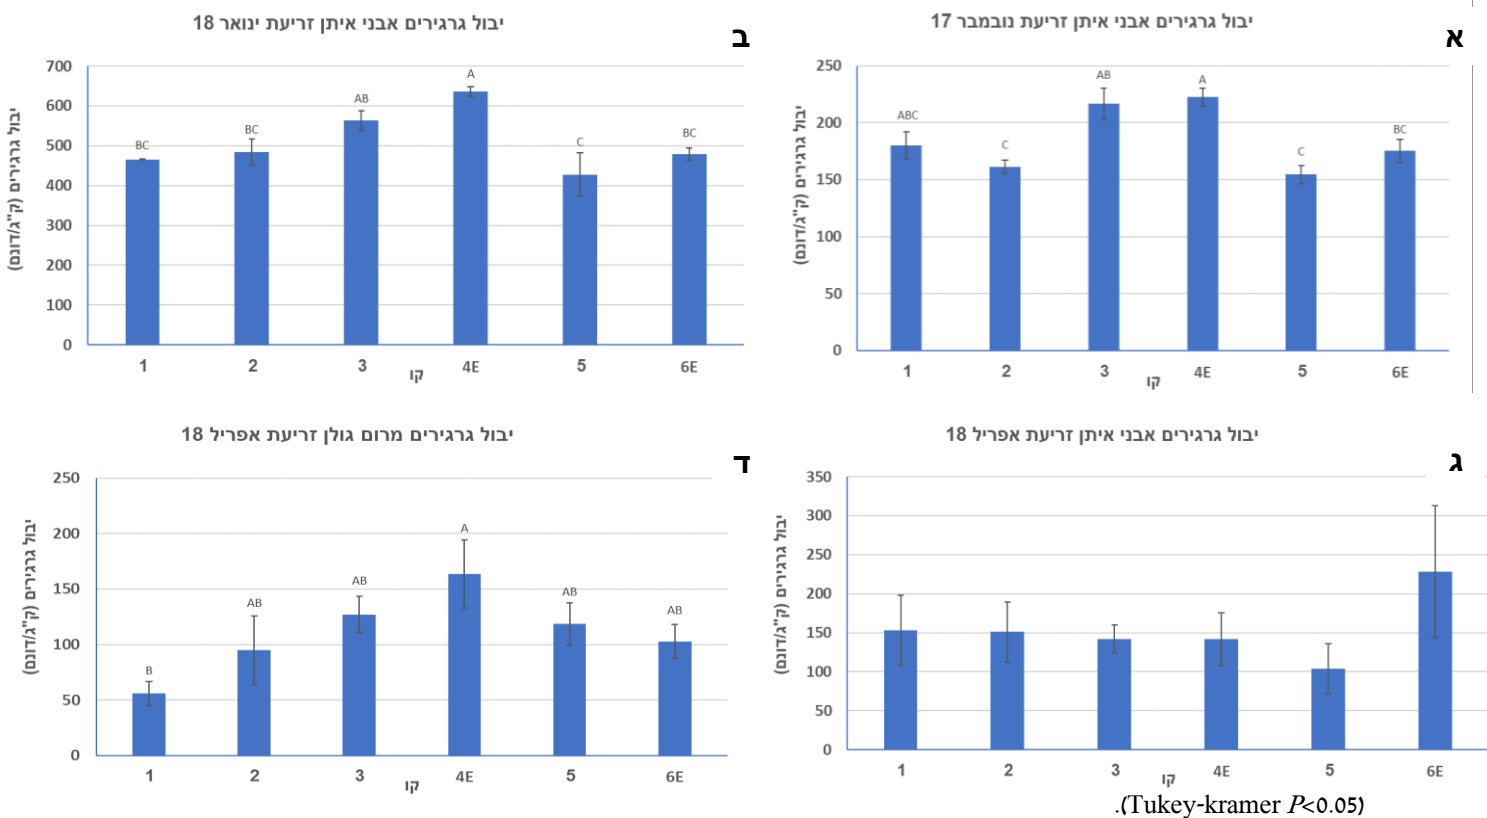 יבול גרגירים אבני איתן זריעת נובמבר 17
א
יבול גרגירים (ק"ג/דונם)
250
200
150
100
50
0
ABC
C
AB
A
C
BC
1
2
3
4E
5
6E
קו
יבול גרגירים אבני איתן זריעת ינואר 18
ב
יבול גרגירים (ק"ג/דונם)
700
600
500
400
300
200
100
0
BC
BC
AB
A
C
BC
1
2
3
4E
5
6E
קו
יבול גרגירים אבני איתן זריעת אפריל 18
ג
יבול גרגירים (ק"ג/דונם)
350
300
250
200
150
100
50
0
1
2
3
4E
5
6E
קו
יבול גרגירים מרום גולן זריעת אפריל 18
ד
יבול גרגירים (ק"ג/דונם)
250
200
150
100
50
0
B
AB
AB
A
AB
AB
1
2
3
4E
5
6E
קו
(Tukey-kramer P<0.05).